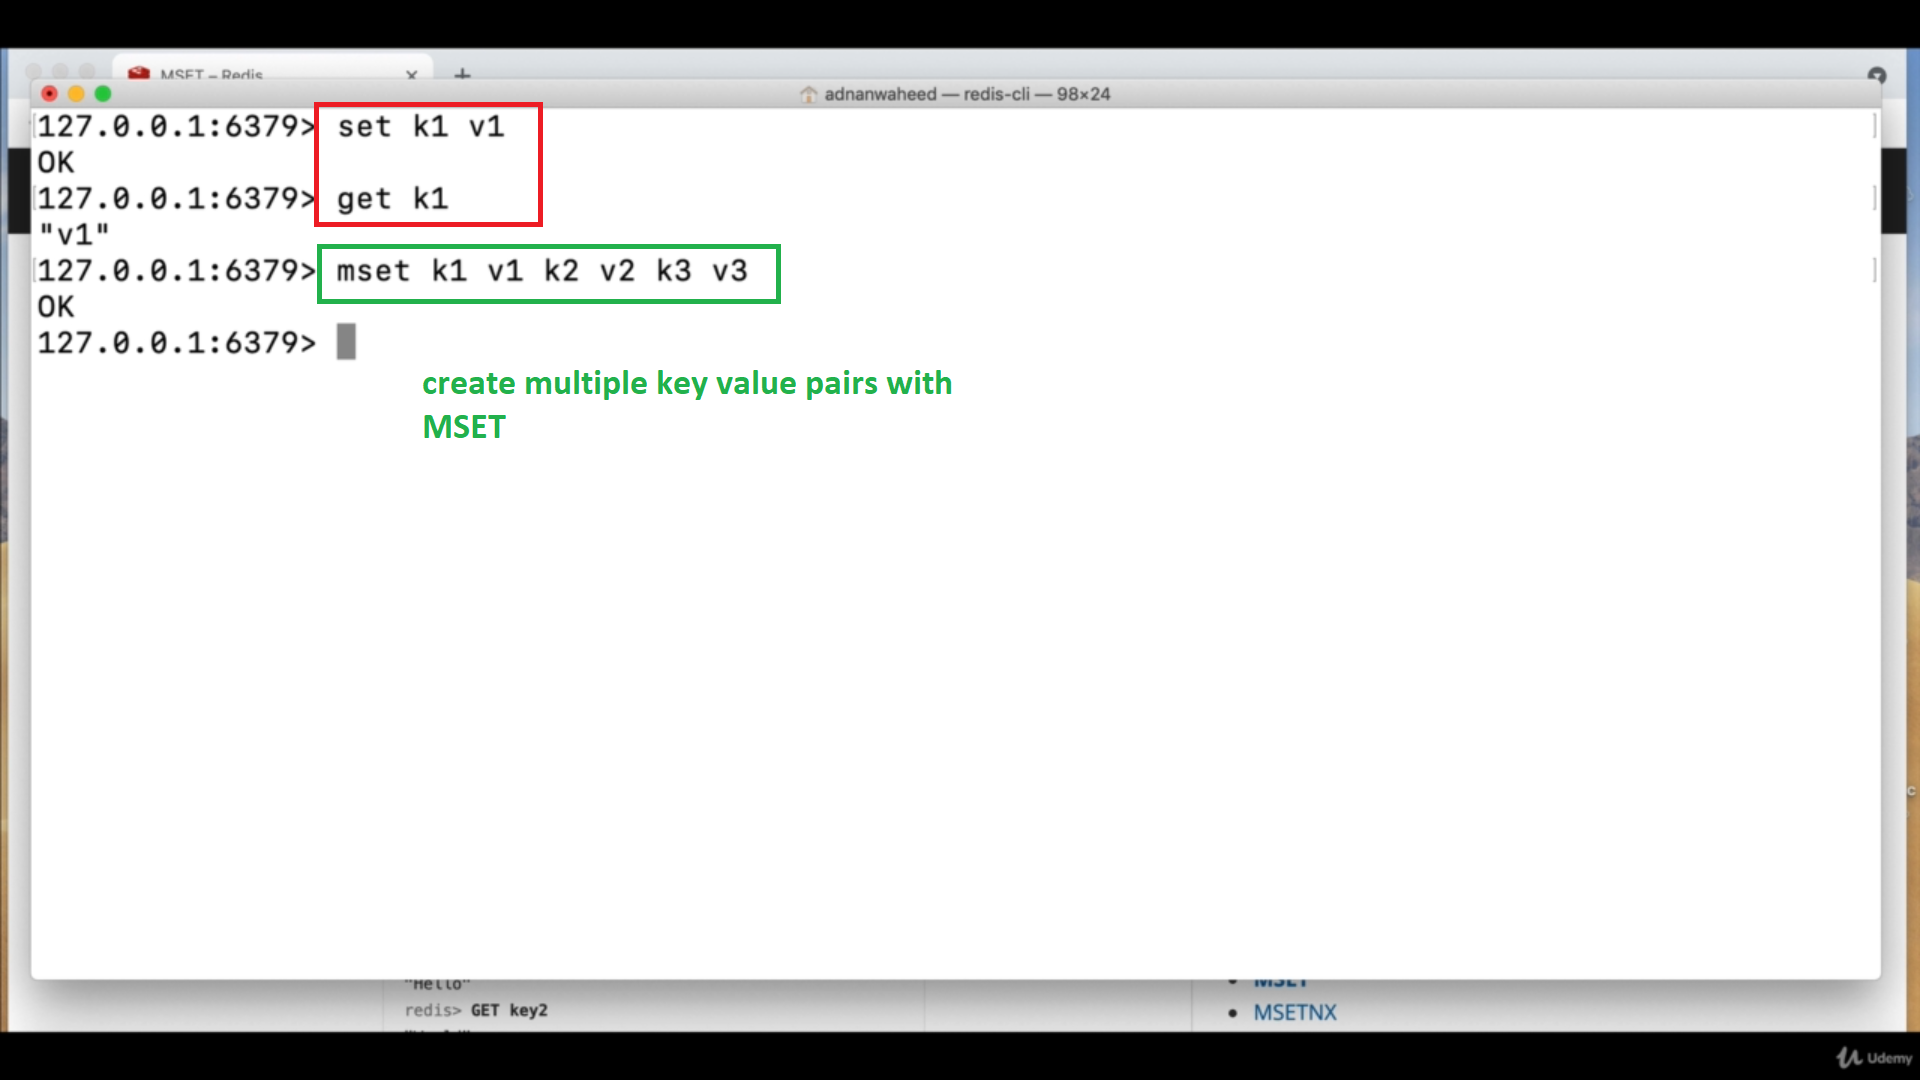 MSET – Redis
adnanwaheed — redis-cli — 98×24
127.0.0.1:6379> set k1 v1
OK
127.0.0.1:6379> get k1
"v1"
127.0.0.1:6379> mset k1 v1 k2 v2 k3 v3
OK
127.0.0.1:6379>
create multiple key value pairs with
MSET
"Hello"
redis> GET key2
MSET
MSETNX
Udemy